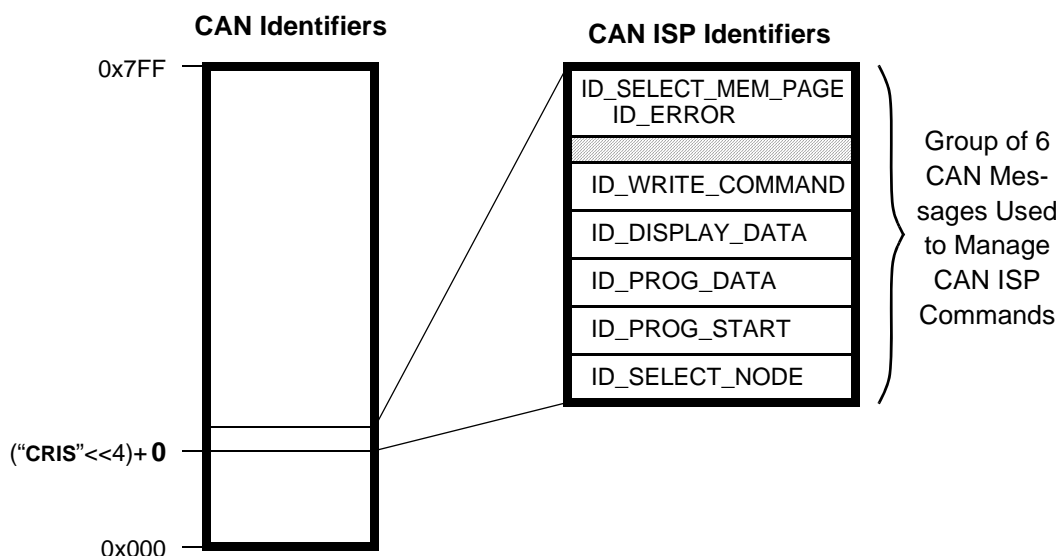 CAN Identifiers
0x7FF
("CRIS"<<4)+ 0
0x000
CAN ISP Identifiers
ID_SELECT_MEM_PAGE
ID_ERROR
ID_WRITE_COMMAND
ID_DISPLAY_DATA
ID_PROG_DATA
ID_PROG_START
ID_SELECT_NODE
Group of 6
CAN Mes-
sages Used
to Manage
CAN ISP
Commands